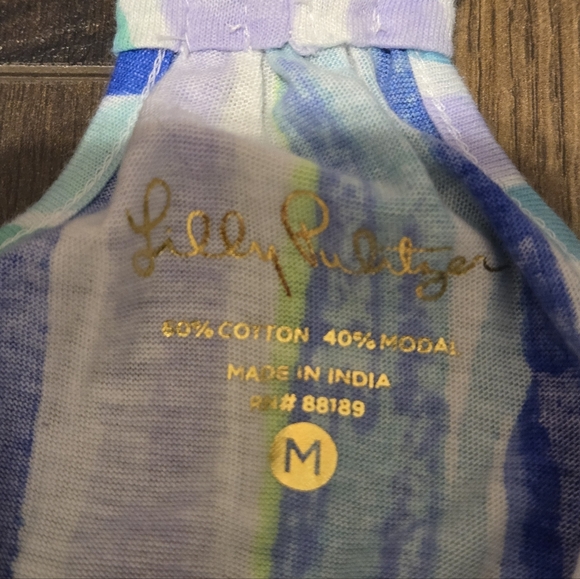 Lilly Pulitzer
60% COTTON 40% MODAL
MADE IN INDIA
RN# 88189
M